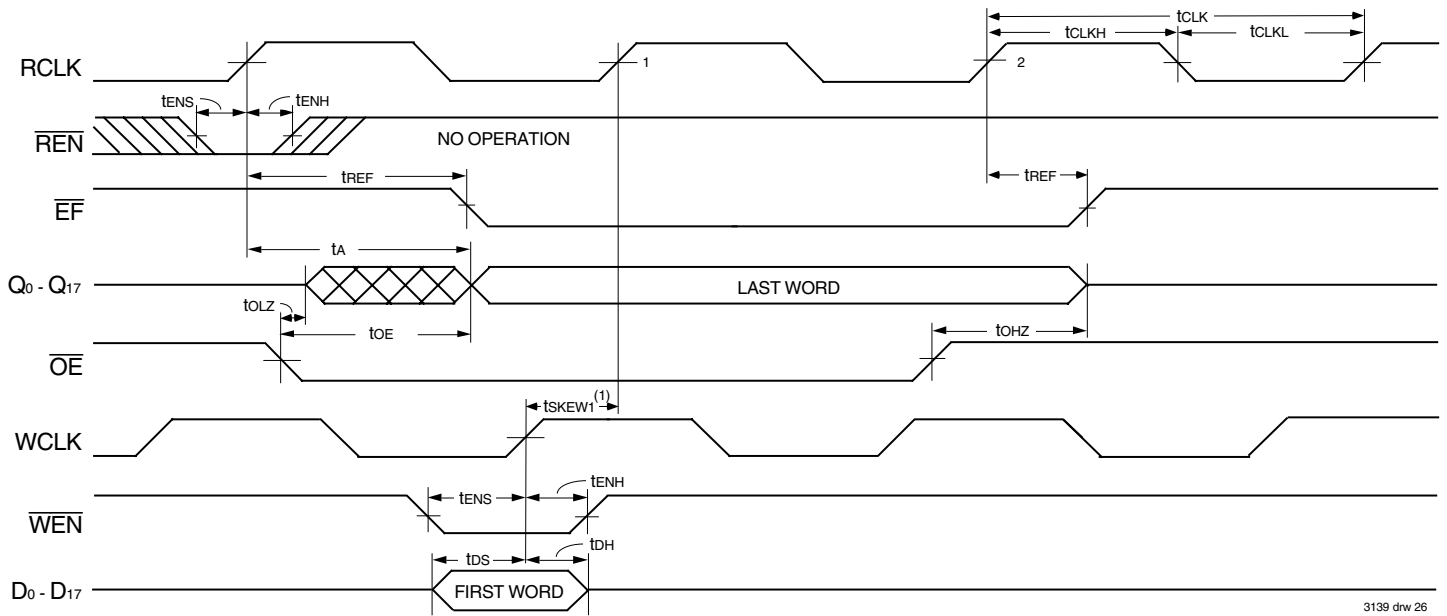 tCLK
tCLKH tCLKL
RCLK 1 2
tENS tENH
REN NO OPERATION
tREF tREF
EF
tA
Q0 - Q17 LAST WORD
tOLZ tOE tOHZ
OE
tSKEW1 (1)
WCLK
tENS tENH
WEN
tDS tDH
D0 - D17 FIRST WORD
3139 drw 26